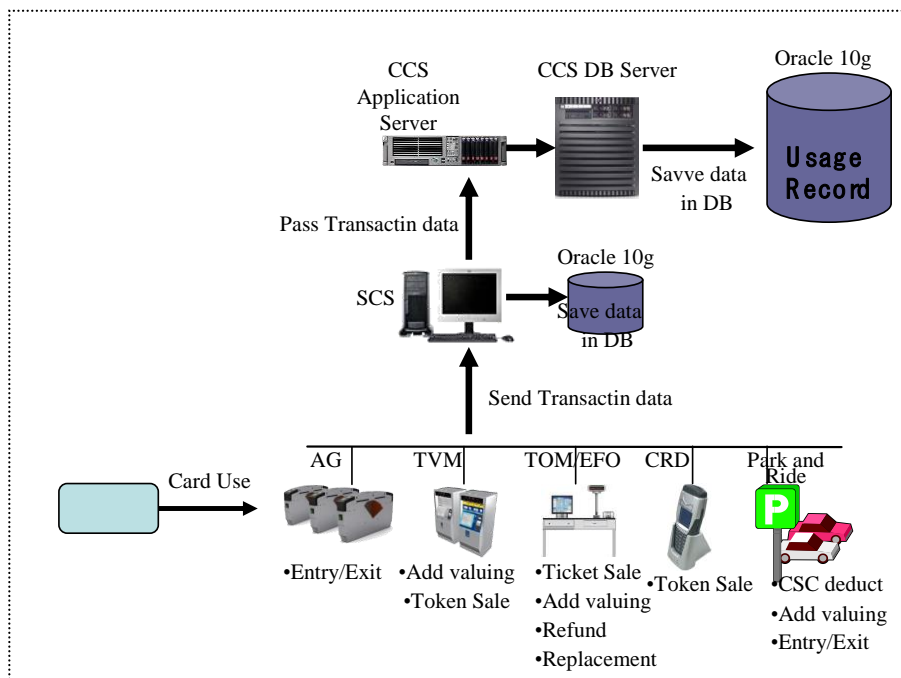 Oracle 10g
CCS
Application
Server
CCS DB Server
Usage
Record
Savve data
in DB
Pass Transactin data
Oracle 10g
SCS
Save data
in DB
Send Transactin data
AG
TVM
TOM/EFO
CRD
Park and
Ride
Card Use
P
•Entry/Exit
•Add valuing
•Token Sale
•Ticket Sale
•Add valuing
•Refund
•Replacement
•Token Sale
•CSC deduct
•Add valuing
•Entry/Exit